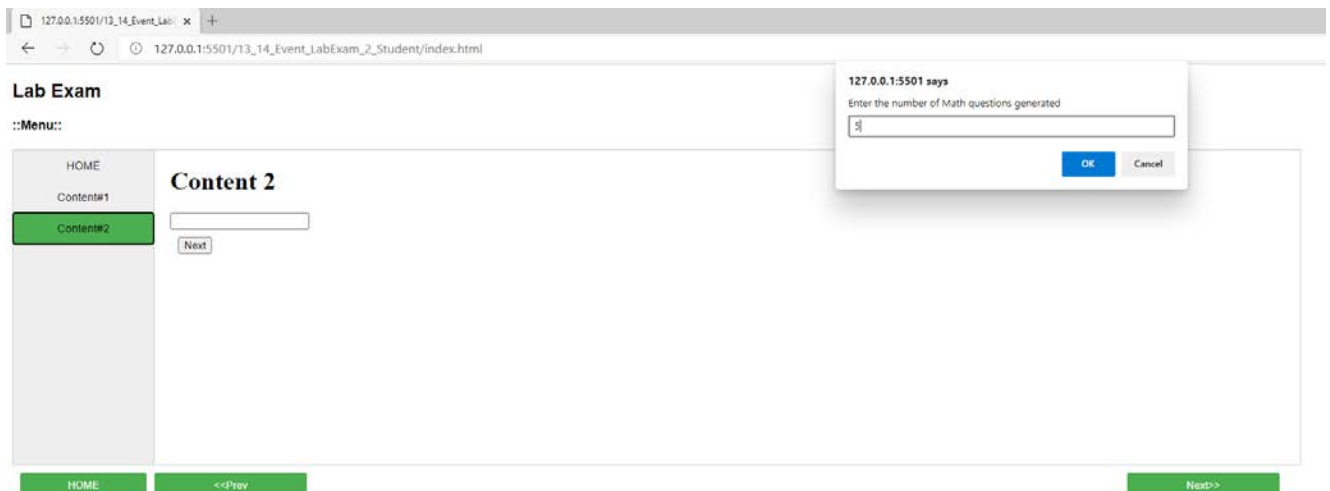 127.0.0.1:5501/13_14_Event_Lab
127.0.0.1:5501/13_14_Event_LabExam_2_Student/index.html
Lab Exam
::Menu::
HOME
Content#1
Content#2
Content 2
Next
127.0.0.1:5501 says
Enter the number of Math questions generated
5
OK Cancel
HOME <<Prev Next>>